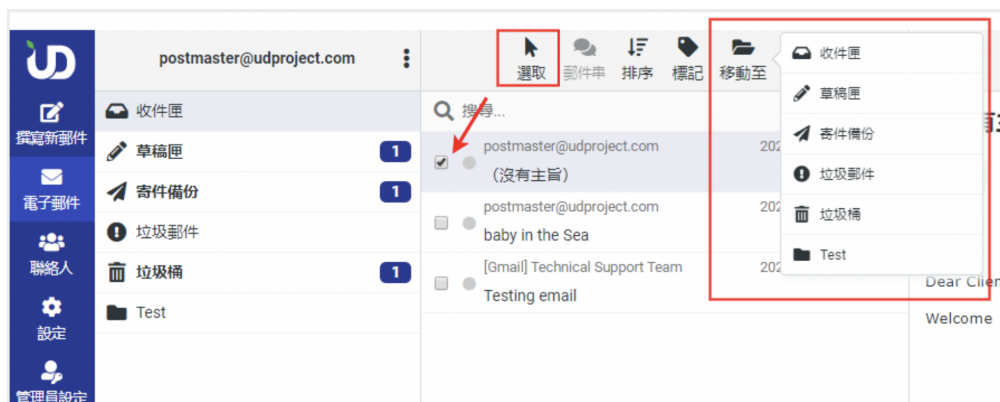 UD
撰寫新郵件
電子郵件
聯絡人
設定
管理員設定
postmaster@udproject.com
收件匣
草稿匣 1
寄件備份 1
垃圾郵件
垃圾桶 1
Test
選取 郵件串 排序 標記 移動至
搜尋...
postmaster@udproject.com 202
（沒有主旨）
postmaster@udproject.com 202
baby in the Sea
[Gmail] Technical Support Team 202
Testing email
收件匣
草稿匣
寄件備份
垃圾郵件
垃圾桶
Test
Dear Clien
Welcome